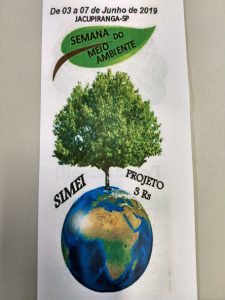 De 03 a 07 de Junho de 2019
JACUPIRANGA-SP
SEMANA DO
MEIO
AMBIENTE
SIMEI
PROJETO
3 Rs